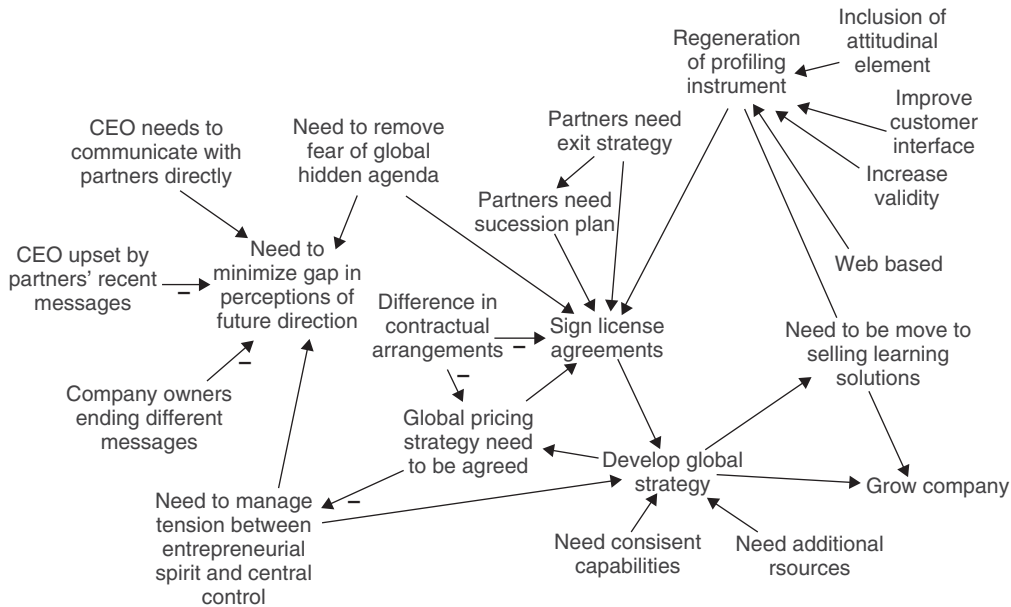 Inclusion of
attitudinal
element
Regeneration
of profiling
instrument
Improve
customer
interface
Increase
validity
Web based
Partners need
exit strategy
Partners need
sucession plan
CEO needs to
communicate with
partners directly
Need to remove
fear of global
hidden agenda
CEO upset by
partners’ recent
messages
–
Need to
minimize gap in
perceptions of
future direction
–
Company owners
ending different
messages
Difference in
contractual
arrangements
–
–
Sign license
agreements
Need to be move to
selling learning
solutions
Global pricing
strategy need
to be agreed
–
Develop global
strategy
Grow company
Need to manage
tension between
entrepreneurial
spirit and central
control
Need consisent
capabilities
Need additional
rsources